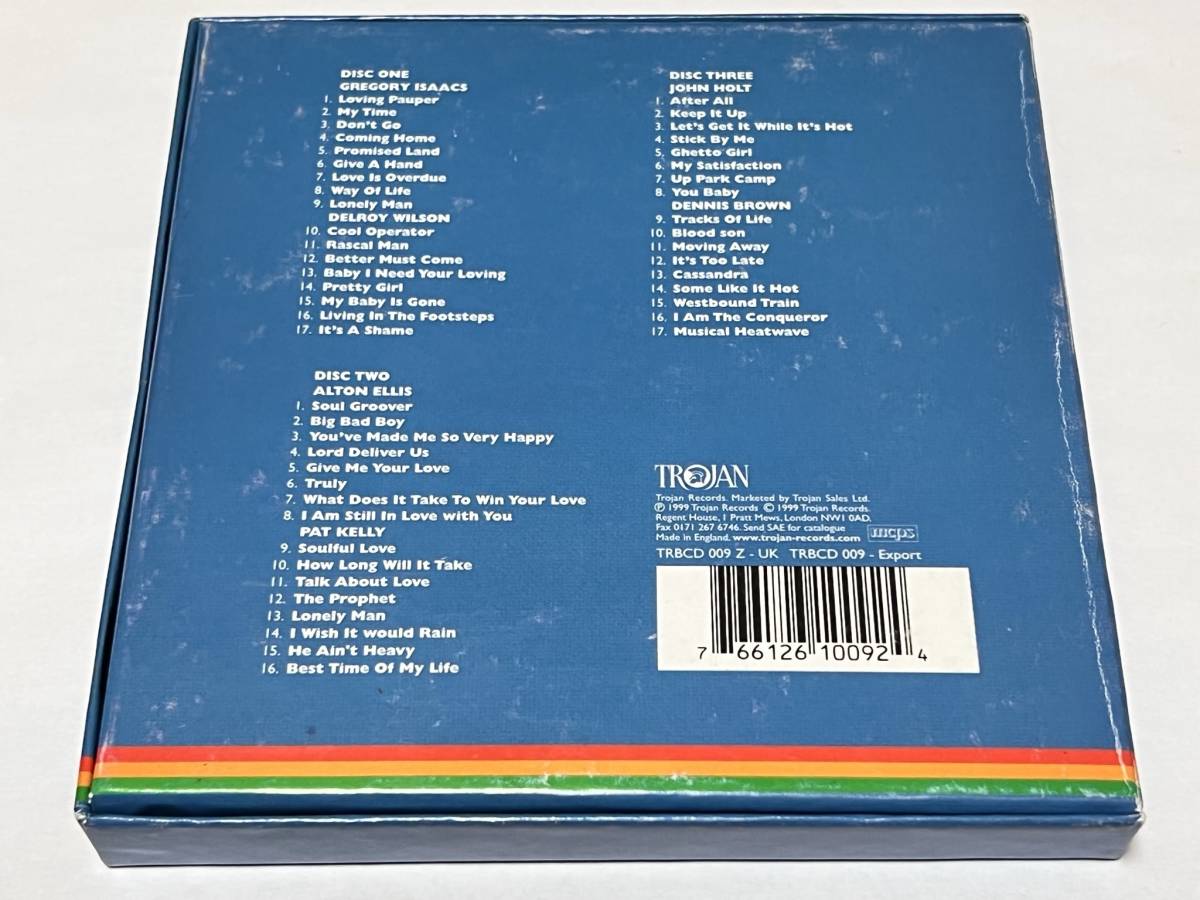 DISC ONE
GREGORY ISAACS
1. Loving Pauper
2. My Time
3. Don't Go
4. Coming Home
5. Promised Land
6. Give A Hand
7. Love Is Overdue
8. Way Of Life
9. Lonely Man
DELROY WILSON
10. Cool Operator
11. Rascal Man
12. Better Must Come
13. Baby I Need Your Loving
14. Pretty Girl
15. My Baby Is Gone
16. Living In The Footsteps
17. It's A Shame
DISC TWO
ALTON ELLIS
1. Soul Groover
2. Big Bad Boy
3. You've Made Me So Very Happy
4. Lord Deliver Us
5. Give Me Your Love
6. Truly
7. What Does It Take To Win Your Love
8. I Am Still In Love with You
PAT KELLY
9. Soulful Love
10. How Long Will It Take
11. Talk About Love
12. The Prophet
13. Lonely Man
14. I Wish It would Rain
15. He Ain't Heavy
16. Best Time Of My Life
DISC THREE
JOHN HOLT
1. After All
2. Keep It Up
3. Let's Get It While It's Hot
4. Stick By Me
5. Ghetto Girl
6. My Satisfaction
7. Up Park Camp
8. You Baby
DENNIS BROWN
9. Tracks Of Life
10. Blood son
11. Moving Away
12. It's Too Late
13. Cassandra
14. Some Like It Hot
15. Westbound Train
16. I Am The Conqueror
17. Musical Heatwave
TROJAN
Trojan Records. Marketed by Trojan Sales Ltd.
℗ 1999 Trojan Records © 1999 Trojan Records.
Regent House, 1 Pratt Mews, London NW1 0AD.
Fax 0171 267 6746. Send SAE for catalogue
Made in England. www.trojan-records.com mcps
TRBCD 009 Z - UK TRBCD 009 - Export
7 66126 10092 4